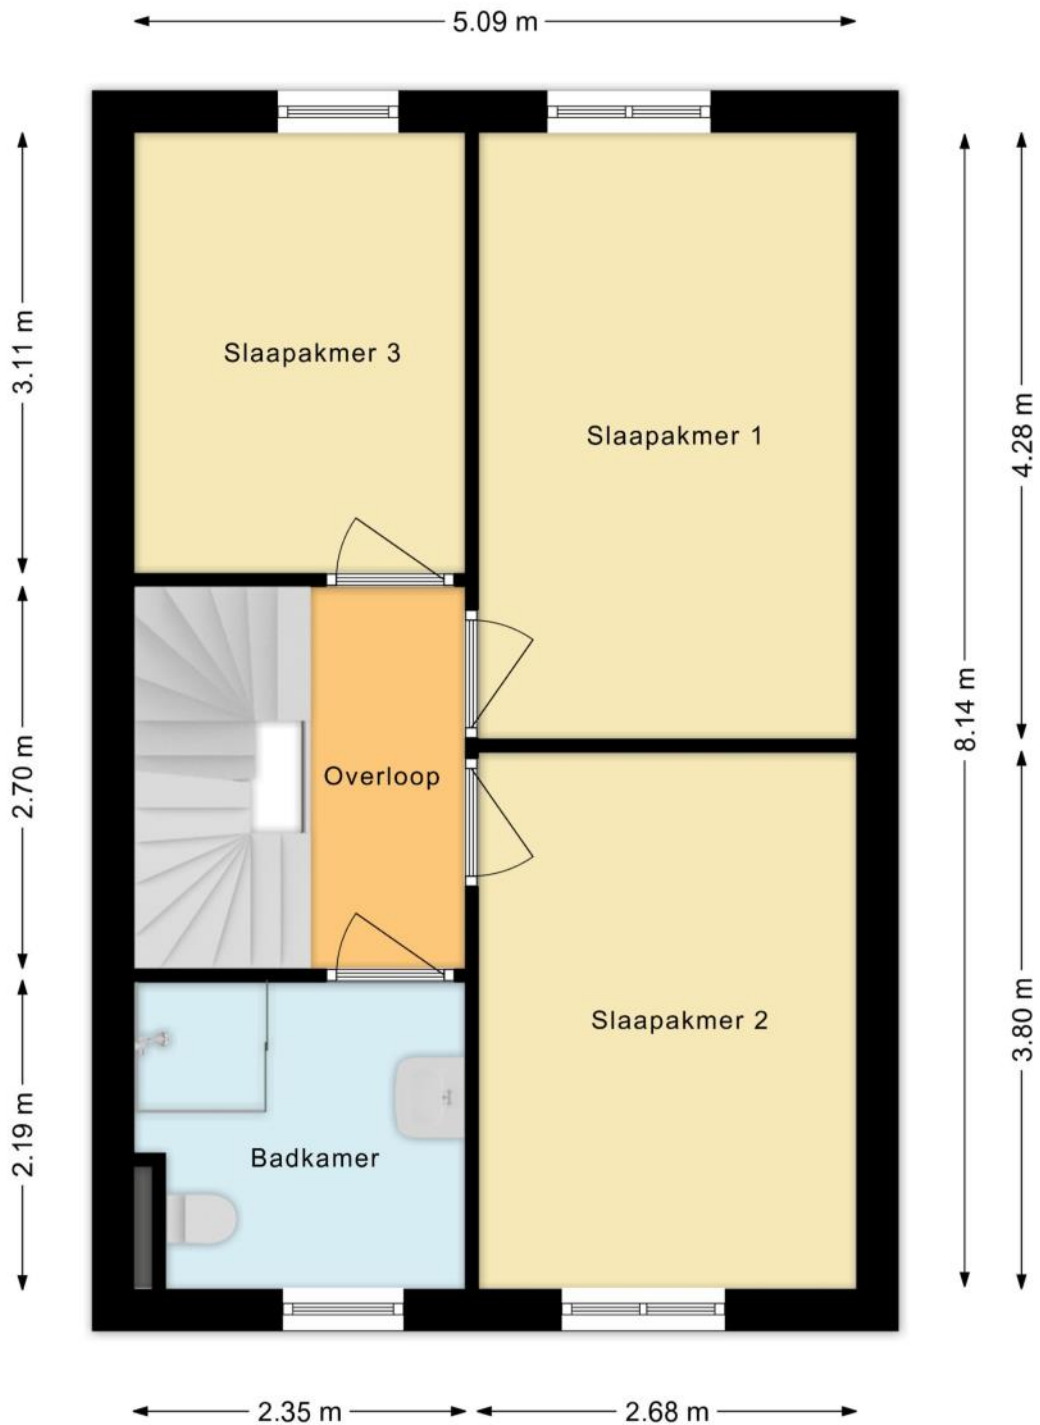 5.09 m
3.11 m
Slaapakmer 3
Slaapakmer 1
4.28 m
8.14 m
2.70 m
Overloop
Slaapakmer 2
3.80 m
2.19 m
Badkamer
2.35 m
2.68 m